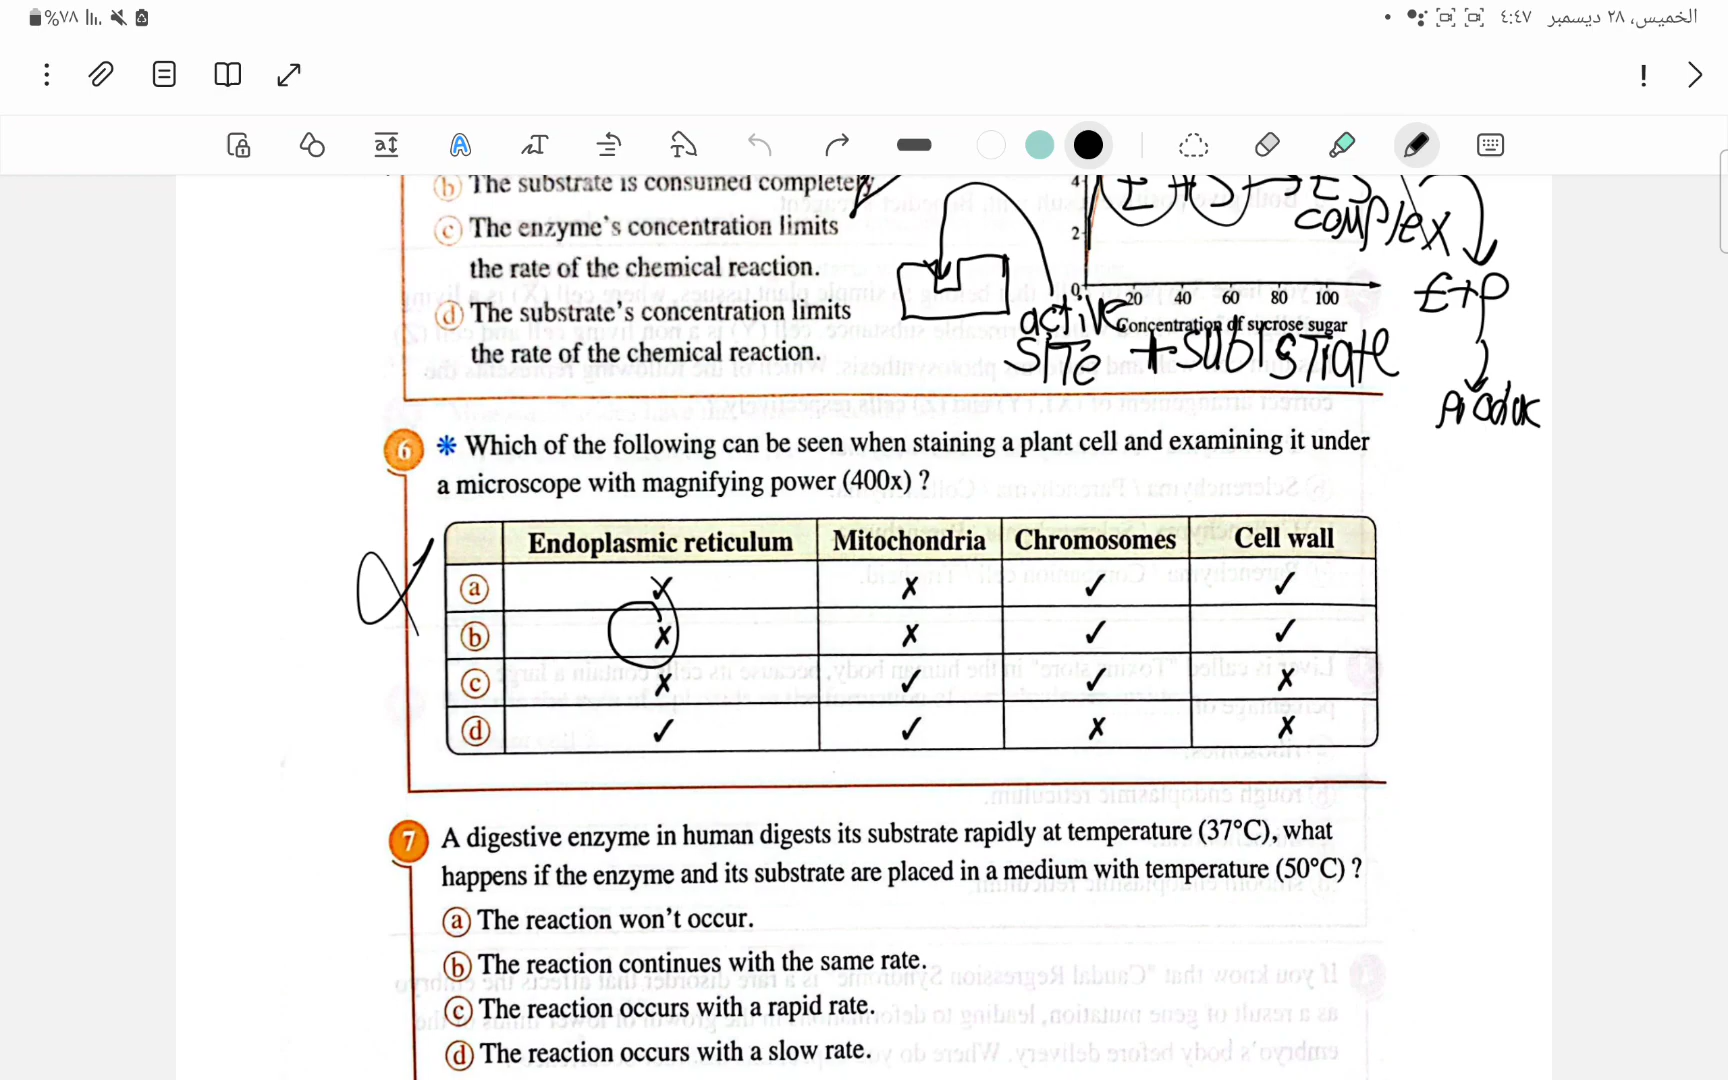 %٧٨
الخميس، ٢٨ ديسمبر ٤:٤٧
b The substrate is consumed completely
c The enzyme's concentration limits
the rate of the chemical reaction.
d The substrate's concentration limits
the rate of the chemical reaction.
4
2
0 20 40 60 80 100
Concentration of sucrose sugar
E + S → ES
complex
E+P
active
site + substrate
6 * Which of the following can be seen when staining a plant cell and examining it under
a microscope with magnifying power (400x) ?
Endoplasmic reticulum Mitochondria Chromosomes Cell wall
a ✓ ✗ ✓ ✓
b ✗ ✗ ✓ ✓
c ✗ ✓ ✓ ✗
d ✓ ✓ ✗ ✗
7 A digestive enzyme in human digests its substrate rapidly at temperature (37°C), what
happens if the enzyme and its substrate are placed in a medium with temperature (50°C) ?
a The reaction won't occur.
b The reaction continues with the same rate.
c The reaction occurs with a rapid rate.
d The reaction occurs with a slow rate.